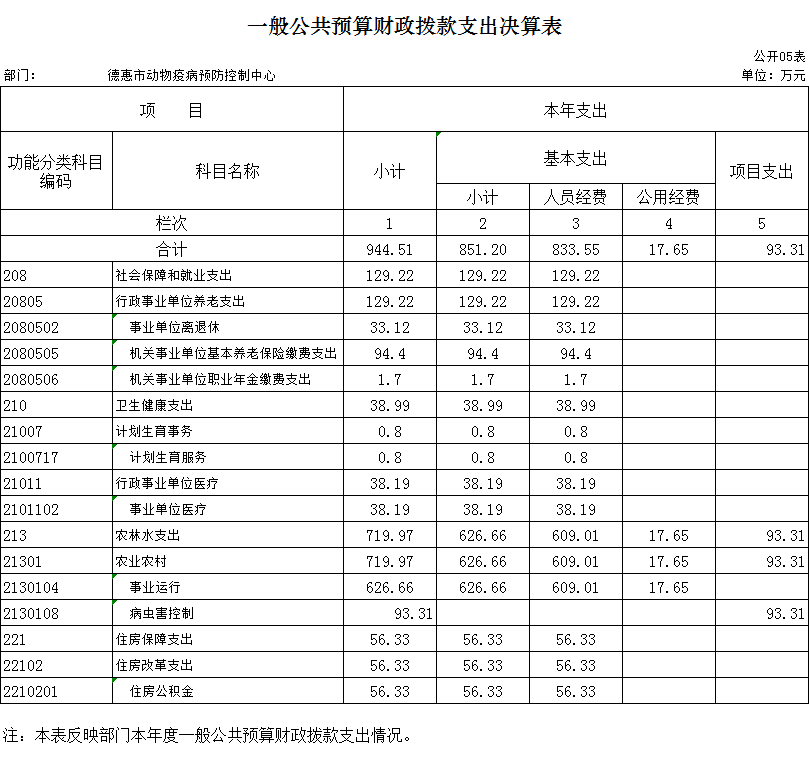 一般公共预算财政拨款支出决算表
公开05表
部门： 德惠市动物疫病预防控制中心 单位：万元
项 目 本年支出
功能分类科目编码 科目名称 小计 基本支出 项目支出
小计 人员经费 公用经费
栏次 1 2 3 4 5
合计 944.51 851.20 833.55 17.65 93.31
208 社会保障和就业支出 129.22 129.22 129.22
20805 行政事业单位养老支出 129.22 129.22 129.22
2080502 事业单位离退休 33.12 33.12 33.12
2080505 机关事业单位基本养老保险缴费支出 94.4 94.4 94.4
2080506 机关事业单位职业年金缴费支出 1.7 1.7 1.7
210 卫生健康支出 38.99 38.99 38.99
21007 计划生育事务 0.8 0.8 0.8
2100717 计划生育服务 0.8 0.8 0.8
21011 行政事业单位医疗 38.19 38.19 38.19
2101102 事业单位医疗 38.19 38.19 38.19
213 农林水支出 719.97 626.66 609.01 17.65 93.31
21301 农业农村 719.97 626.66 609.01 17.65 93.31
2130104 事业运行 626.66 626.66 609.01 17.65
2130108 病虫害控制 93.31 93.31
221 住房保障支出 56.33 56.33 56.33
22102 住房改革支出 56.33 56.33 56.33
2210201 住房公积金 56.33 56.33 56.33
注：本表反映部门本年度一般公共预算财政拨款支出情况。